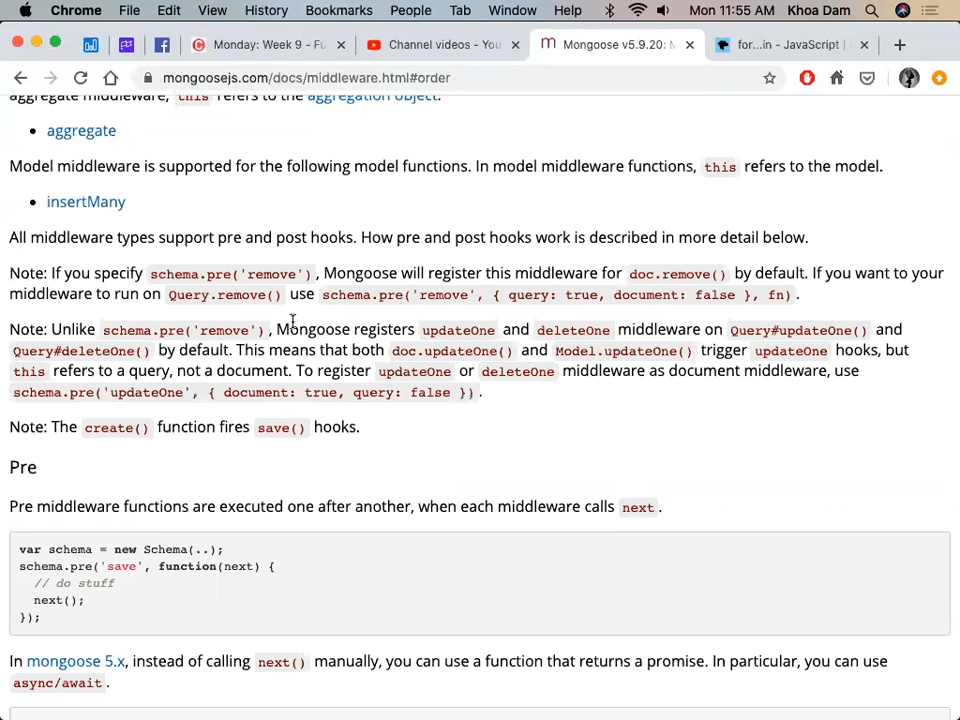 Chrome File Edit View History Bookmarks People Tab Window Help Mon 11:55 AM Khoa Dam
Monday: Week 9 - Fu Channel videos - You Mongoose v5.9.20: M for...in - JavaScript |
mongoosejs.com/docs/middleware.html#order
aggregate middleware, this refers to the aggregation object.
aggregate
Model middleware is supported for the following model functions. In model middleware functions, this refers to the model.
insertMany
All middleware types support pre and post hooks. How pre and post hooks work is described in more detail below.
Note: If you specify schema.pre('remove'), Mongoose will register this middleware for doc.remove() by default. If you want to your
middleware to run on Query.remove() use schema.pre('remove', { query: true, document: false }, fn).
Note: Unlike schema.pre('remove'), Mongoose registers updateOne and deleteOne middleware on Query#updateOne() and
Query#deleteOne() by default. This means that both doc.updateOne() and Model.updateOne() trigger updateOne hooks, but
this refers to a query, not a document. To register updateOne or deleteOne middleware as document middleware, use
schema.pre('updateOne', { document: true, query: false }).
Note: The create() function fires save() hooks.
Pre
Pre middleware functions are executed one after another, when each middleware calls next.
var schema = new Schema(..);
schema.pre('save', function(next) {
// do stuff
next();
});
In mongoose 5.x, instead of calling next() manually, you can use a function that returns a promise. In particular, you can use
async/await.